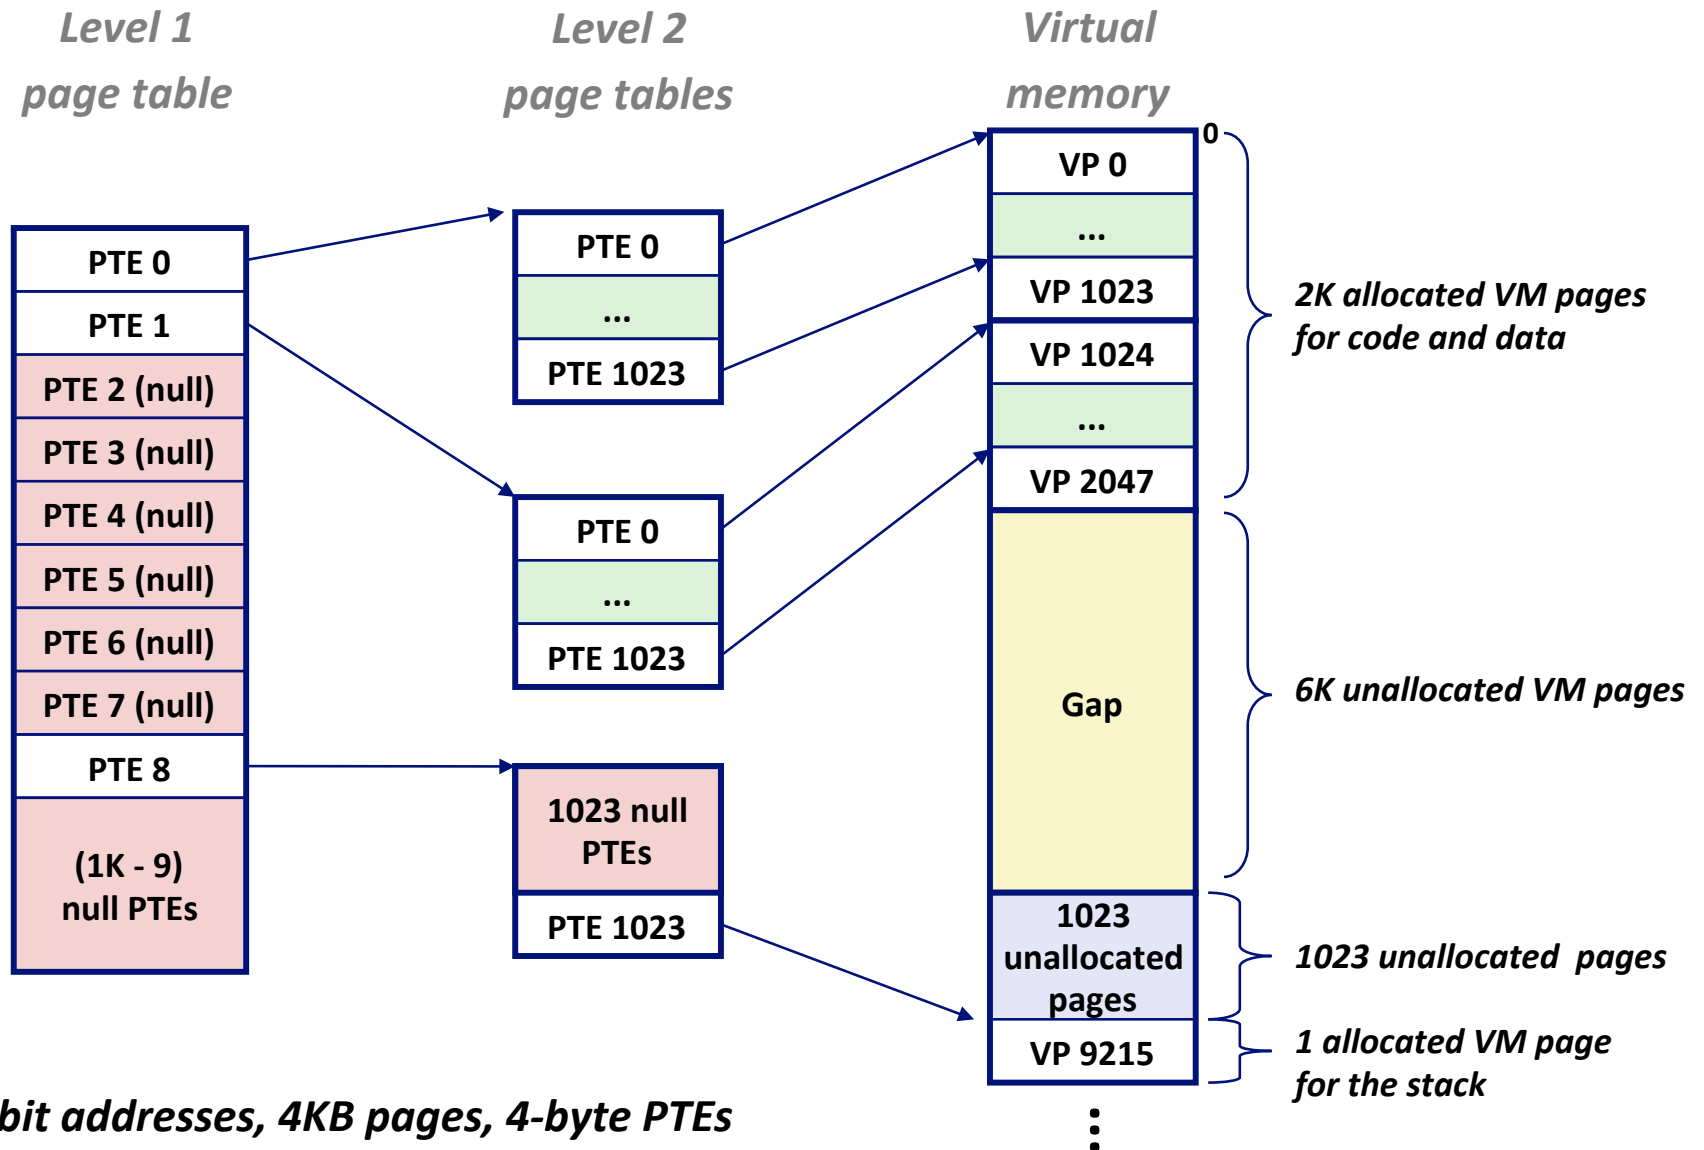 Level 1
page table
Level 2
page tables
Virtual
memory
PTE 0
PTE 1
PTE 2 (null)
PTE 3 (null)
PTE 4 (null)
PTE 5 (null)
PTE 6 (null)
PTE 7 (null)
PTE 8
(1K - 9)
null PTEs
PTE 0
...
PTE 1023
PTE 0
...
PTE 1023
1023 null
PTEs
PTE 1023
0
VP 0
...
VP 1023
VP 1024
...
VP 2047
Gap
1023
unallocated
pages
VP 9215
2K allocated VM pages
for code and data
6K unallocated VM pages
1023 unallocated pages
1 allocated VM page
for the stack
bit addresses, 4KB pages, 4-byte PTEs